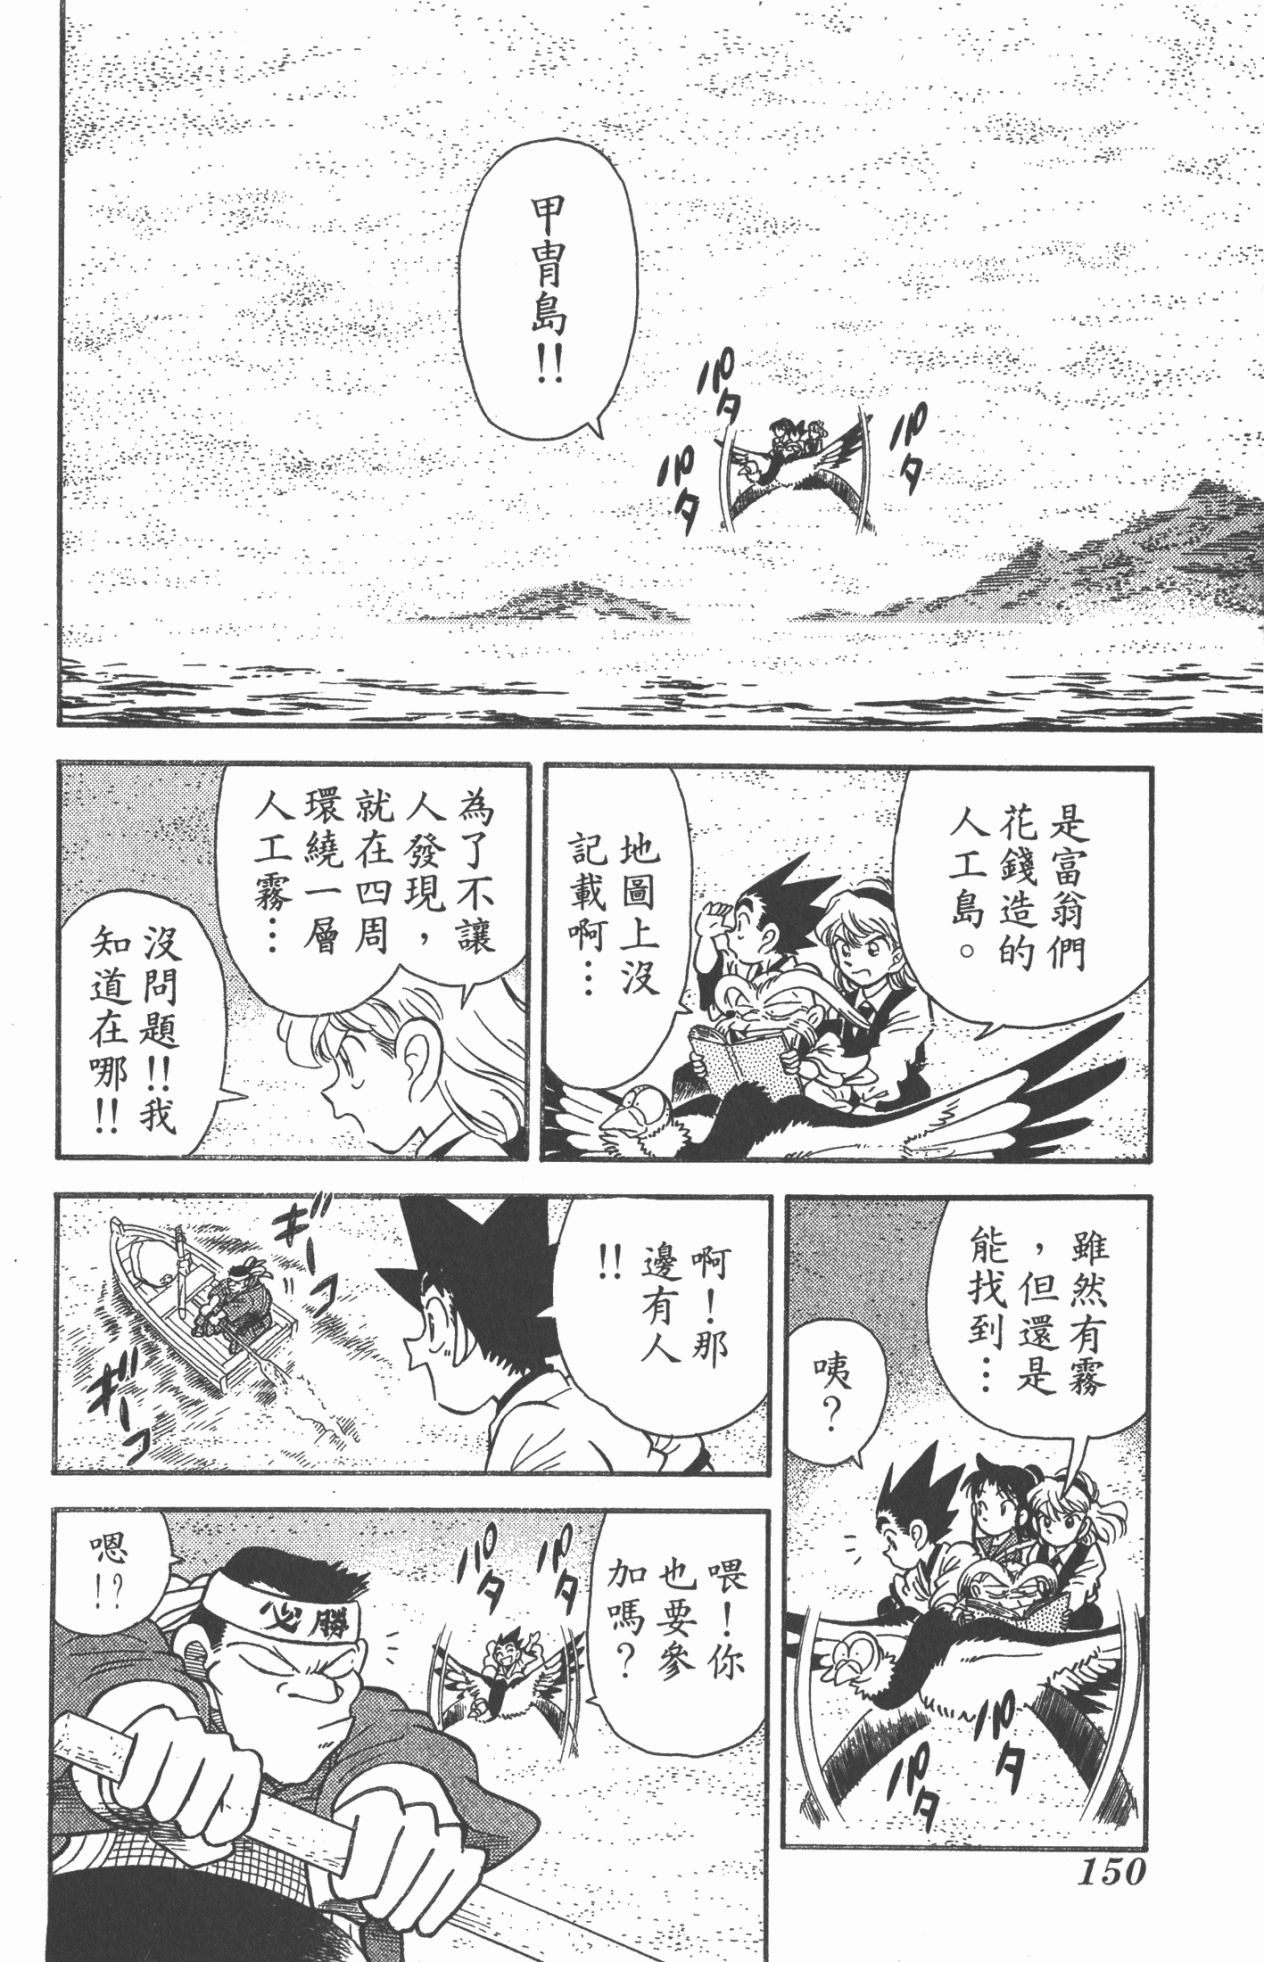 甲冑島!!
パタ
パタ
パタ
是富翁們
花錢造的
人工島。
地圖上沒
記載啊…
為了不讓
人發現，
就在四周
環繞一層
人工霧…
沒問題!!我
知道在哪!!
雖然有霧
，但還是
能找到…
咦？
パタ
パタ
啊！那
邊有人
!!
ギーコ
ギーコ
喂！你
也要參
加嗎？
パタ
パタ
嗯!?
必勝
150